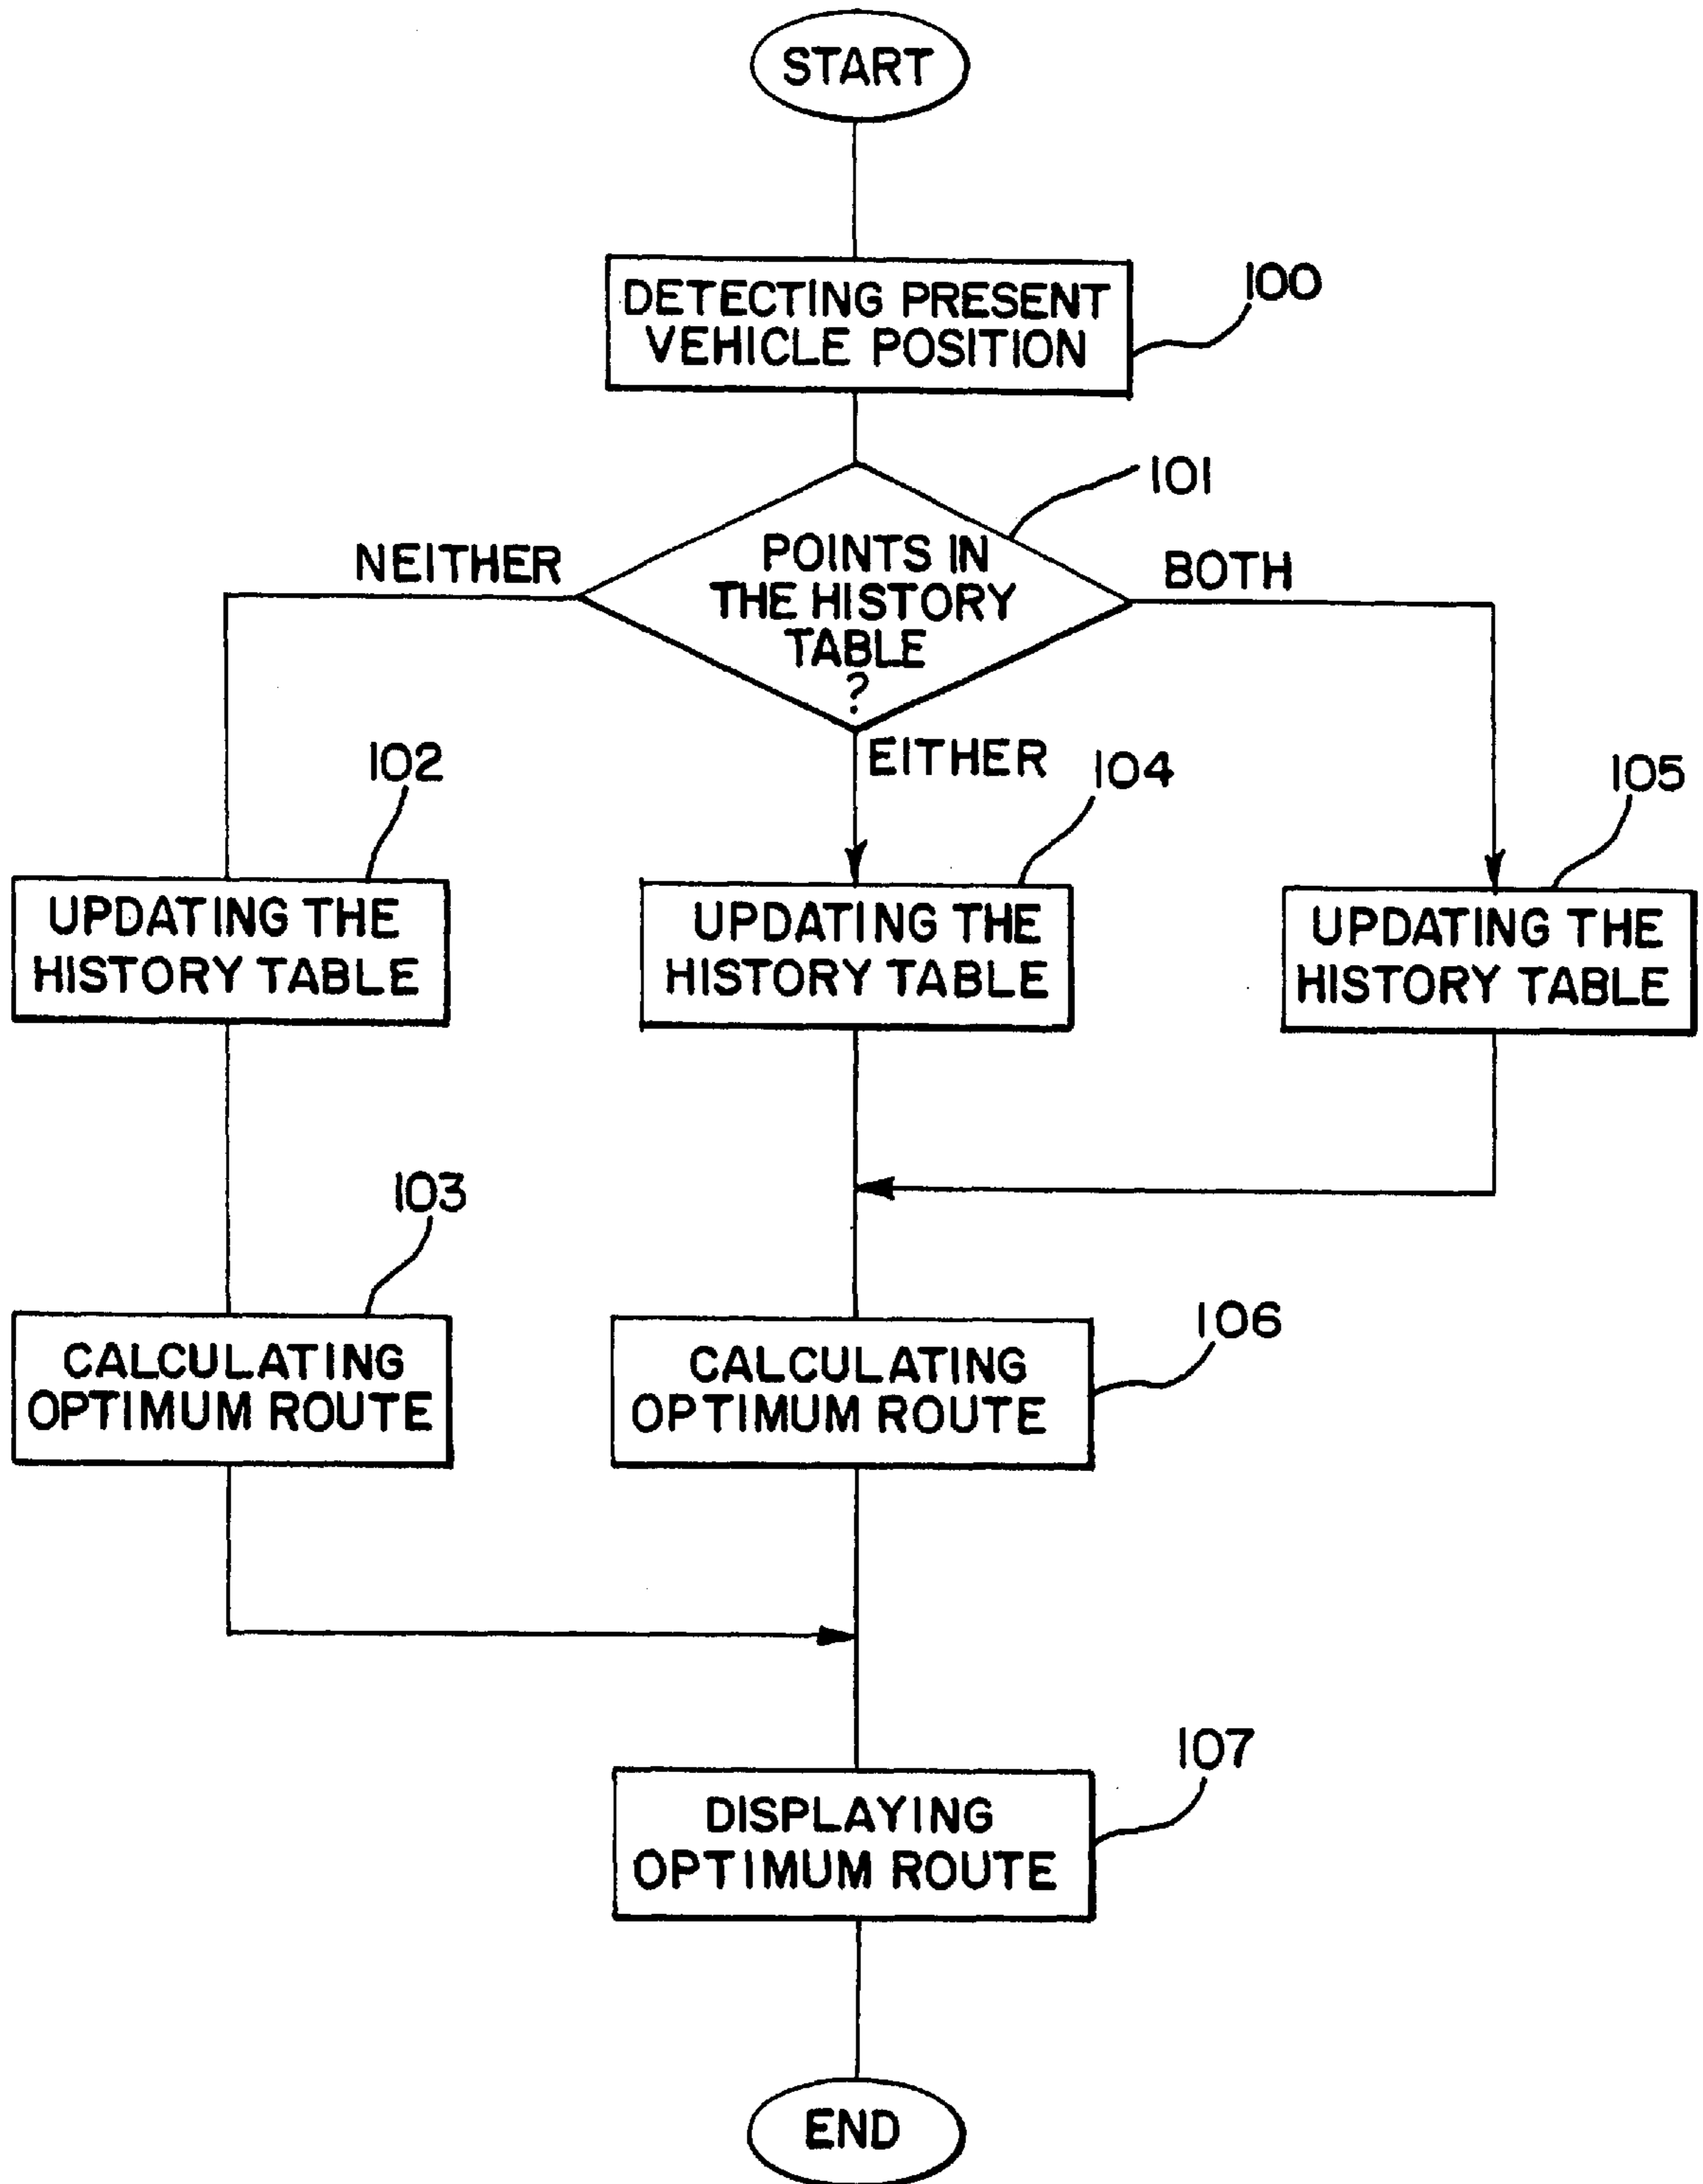 START
DETECTING PRESENT
VEHICLE POSITION
100
101
POINTS IN
THE HISTORY
TABLE
?
NEITHER
BOTH
EITHER
102
104
105
UPDATING THE
HISTORY TABLE
UPDATING THE
HISTORY TABLE
UPDATING THE
HISTORY TABLE
103
106
CALCULATING
OPTIMUM ROUTE
CALCULATING
OPTIMUM ROUTE
107
DISPLAYING
OPTIMUM ROUTE
END